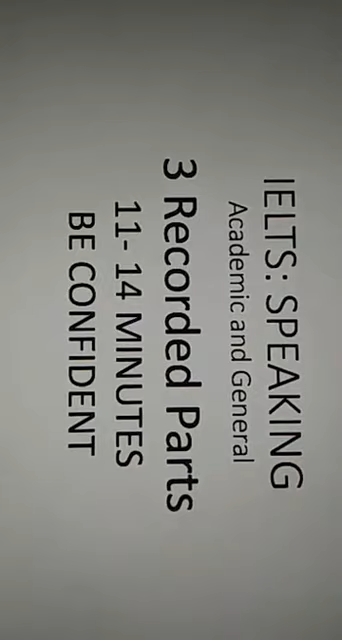 IELTS: SPEAKING
Academic and General
3 Recorded Parts
11- 14 MINUTES
BE CONFIDENT